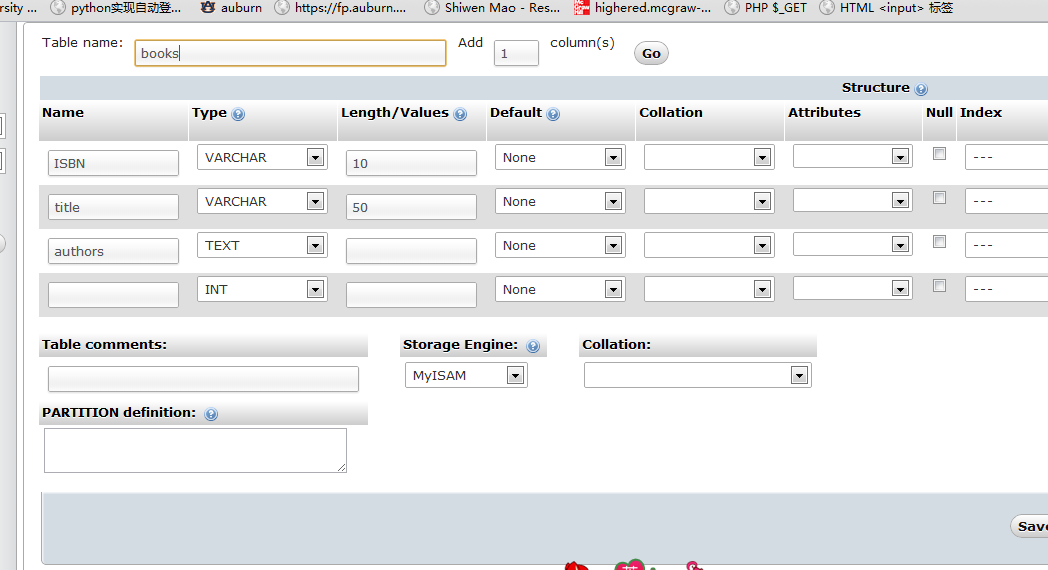 rsity ... python实现自动登... auburn https://fp.auburn.... Shiwen Mao - Res... highered.mcgraw-... PHP $_GET HTML <input> 标签
Table name: books Add 1 column(s) Go
Structure
Name Type Length/Values Default Collation Attributes Null Index
ISBN VARCHAR 10 None ---
title VARCHAR 50 None ---
authors TEXT None ---
INT None ---
Table comments: Storage Engine: Collation:
MyISAM
PARTITION definition:
Save